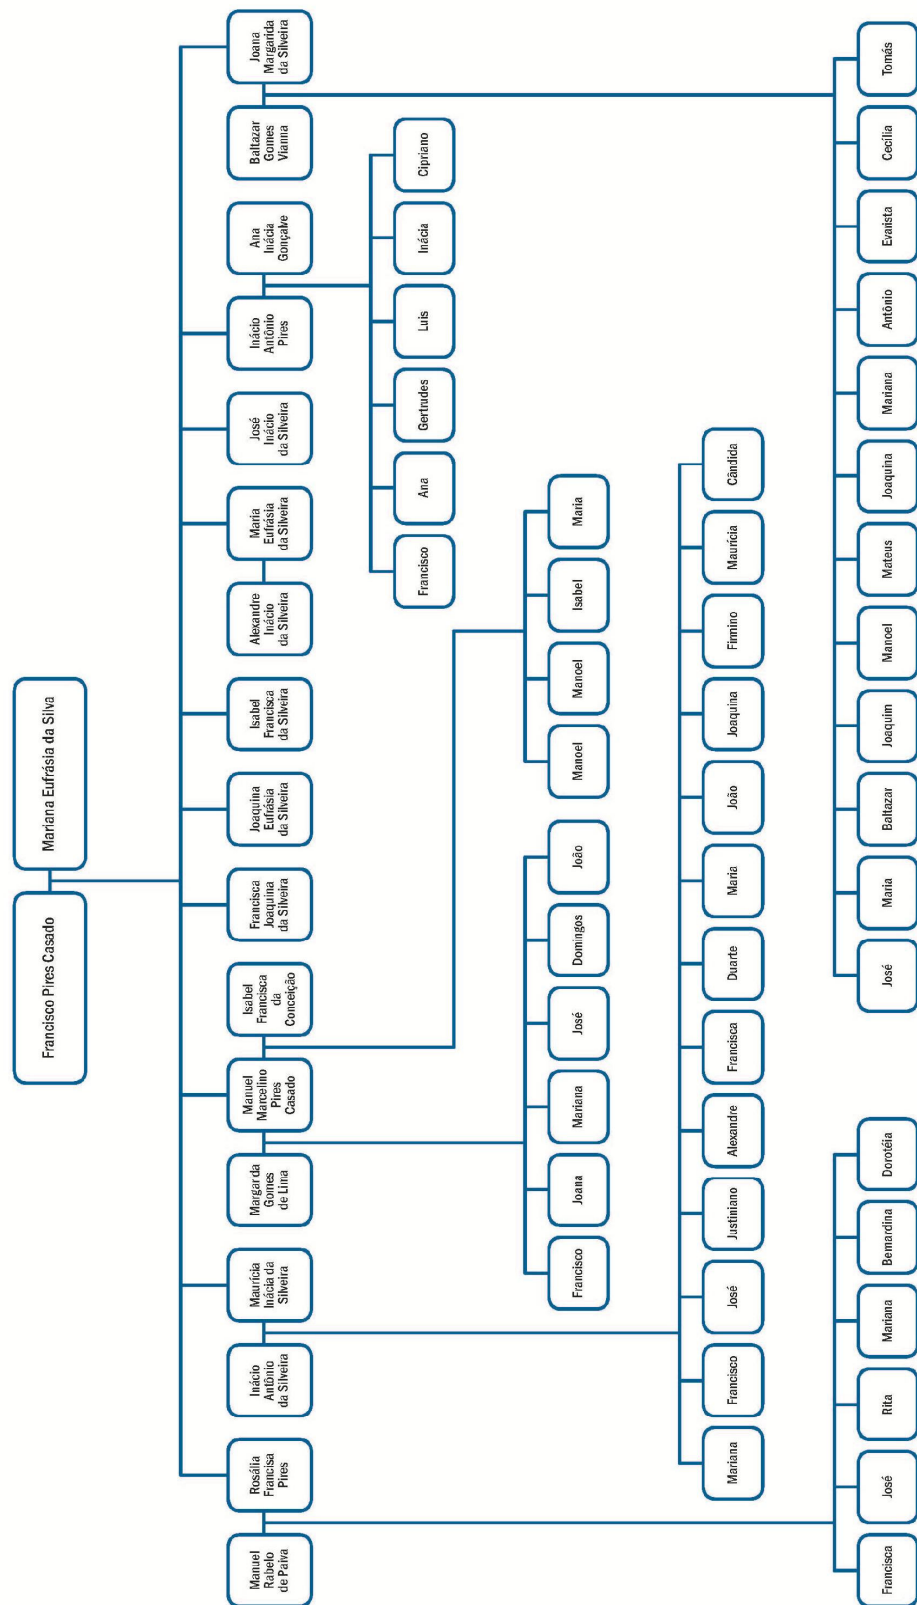 Francisco Pires Casado
Mariana Eufrásia da Silva
Manuel
Rabelo
de Paiva
Rosália
Francisa
Pires
Inácio
Antônio
da Silveira
Maurícia
Inácia da
Silveira
Margarida
Gomes
de Lima
Manuel
Marcelino
Pires
Casado
Isabel
Francisca
da
Conceição
Francisca
Joaquina
da Silveira
Joaquina
Eufrásia
da Silveira
Isabel
Francisca
da Silveira
Alexandre
Inácio
da Silveira
Maria
Eufrásia
da Silveira
José
Inácio
da Silveira
Inácio
Antônio
Pires
Ana
Inácia
Gonçalve
Baltazar
Gomes
Vianna
Joana
Margarida
da Silveira
Francisco
Ana
Gertrudes
Luis
Inácia
Cipriano
Manoel
Manoel
Isabel
Maria
Francisco
Joana
Mariana
José
Domingos
João
Mariana
Francisco
José
Justiniano
Alexandre
Francisca
Duarte
Maria
João
Joaquina
Firmino
Maurícia
Cândida
Francisca
José
Rita
Mariana
Bernardina
Dorotéia
José
Maria
Baltazar
Joaquim
Manoel
Mateus
Joaquina
Mariana
Antônio
Evarista
Cecília
Tomás